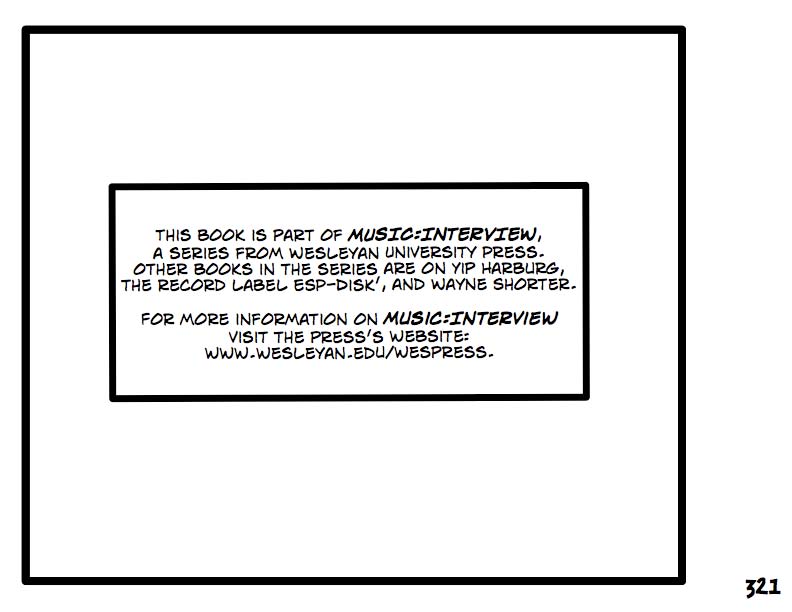 THIS BOOK IS PART OF MUSIC:INTERVIEW,
A SERIES FROM WESLEYAN UNIVERSITY PRESS.
OTHER BOOKS IN THE SERIES ARE ON YIP HARBURG,
THE RECORD LABEL ESP-DISK', AND WAYNE SHORTER.
FOR MORE INFORMATION ON MUSIC:INTERVIEW
VISIT THE PRESS'S WEBSITE:
WWW.WESLEYAN.EDU/WESPRESS.
321